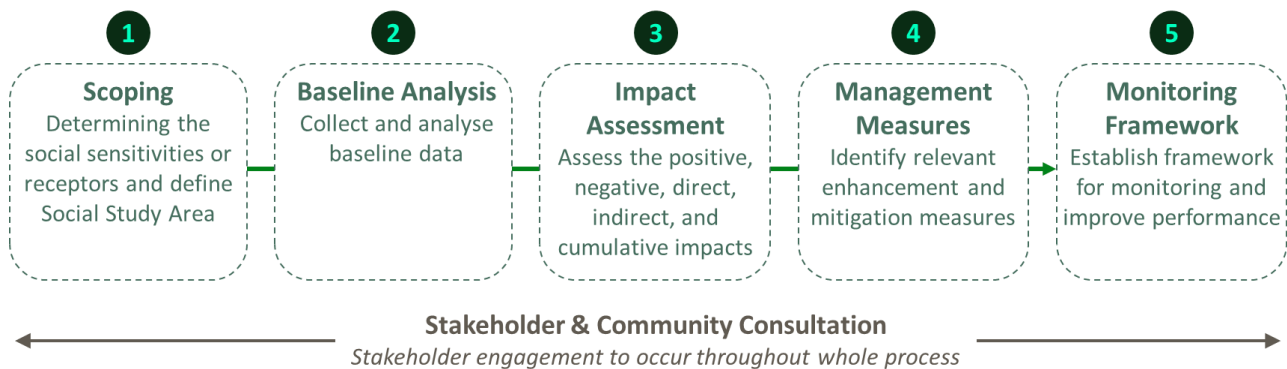 1
Scoping
Determining the
social sensitivities or
receptors and define
Social Study Area
2
Baseline Analysis
Collect and analyse
baseline data
3
Impact
Assessment
Assess the positive,
negative, direct,
indirect, and
cumulative impacts
4
Management
Measures
Identify relevant
enhancement and
mitigation measures
5
Monitoring
Framework
Establish framework
for monitoring and
improve performance
Stakeholder & Community Consultation
Stakeholder engagement to occur throughout whole process